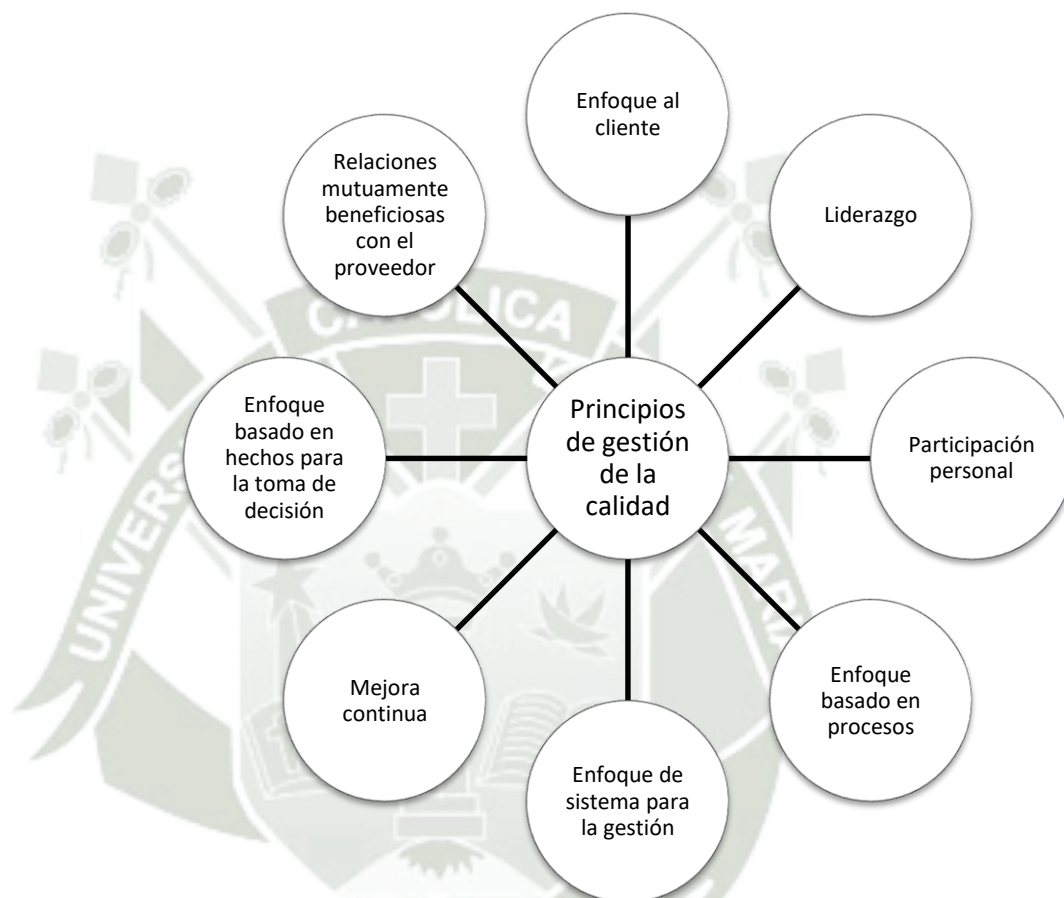 Enfoque al
cliente
Liderazgo
Participación
personal
Enfoque
basado en
procesos
Enfoque de
sistema para
la gestión
Mejora
continua
Enfoque
basado en
hechos para
la toma de
decisión
Relaciones
mutuamente
beneficiosas
con el
proveedor
Principios
de gestión
de la
calidad